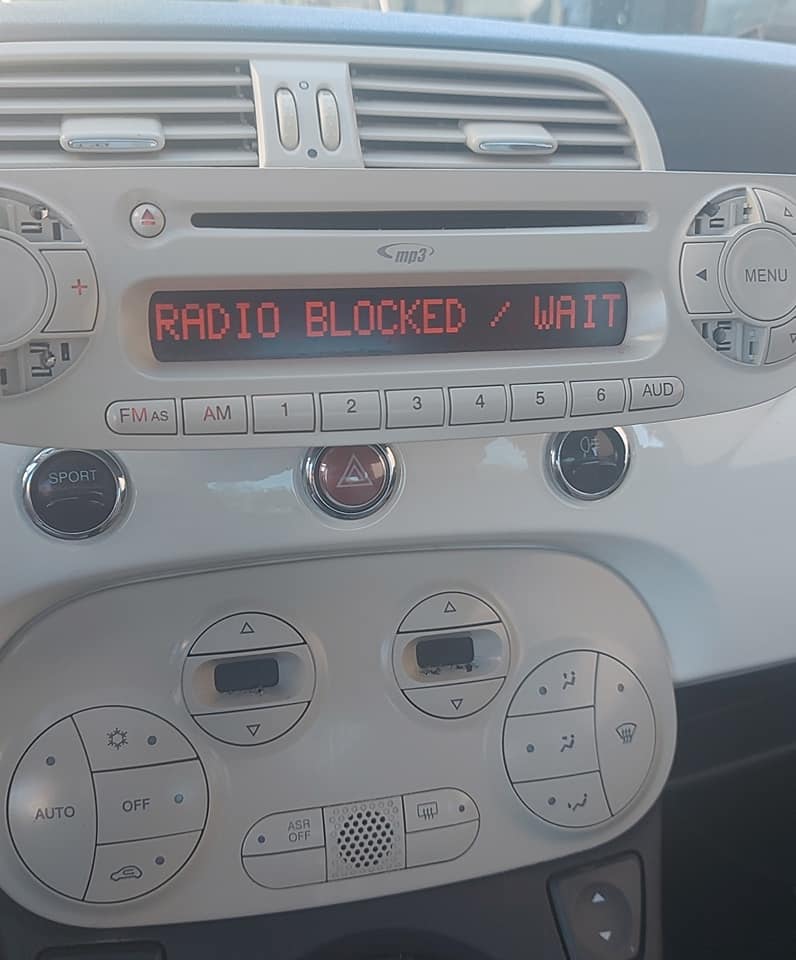 mp3
+
MENU
RADIO BLOCKED / WAIT
FM AS AM 1 2 3 4 5 6 AUD
SPORT
AUTO
OFF
ASR
OFF